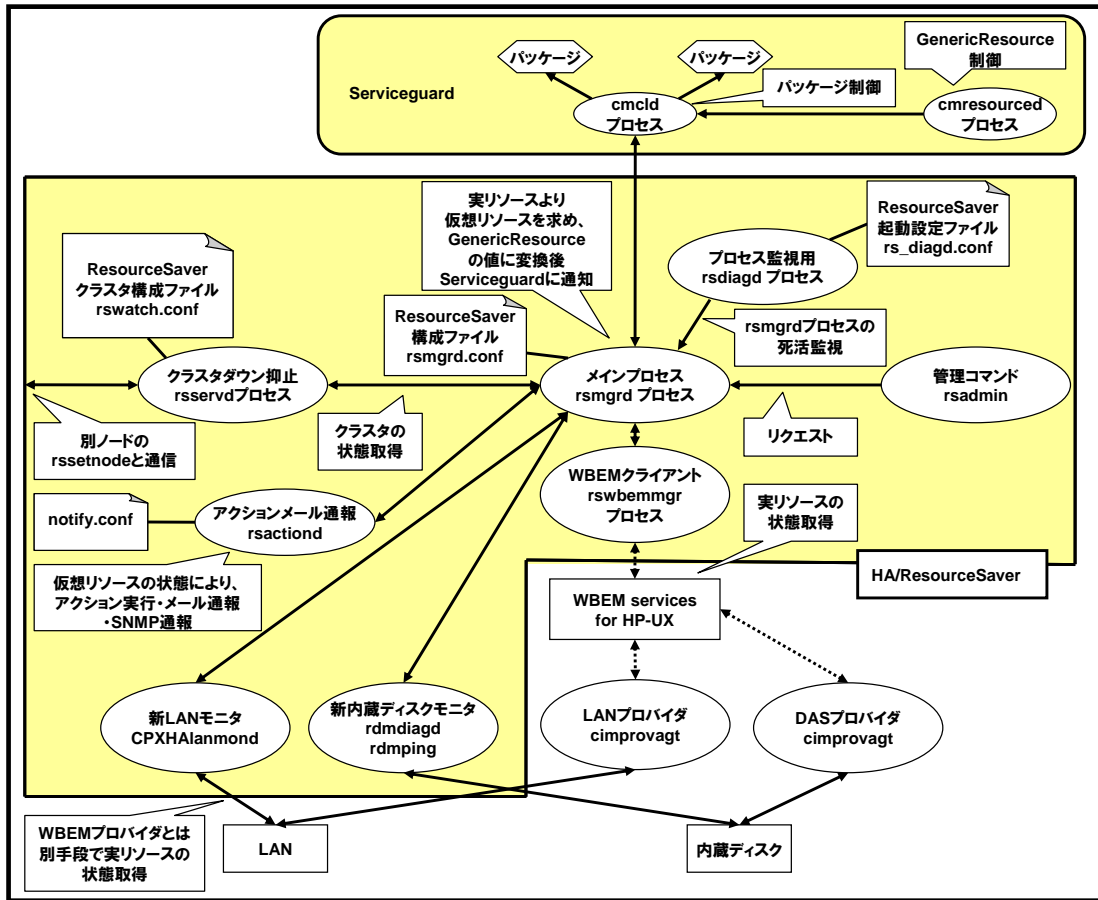 パッケージ
パッケージ
GenericResource
制御
Serviceguard
cmcld
プロセス
パッケージ制御
cmresourced
プロセス
実リソースより
仮想リソースを求め、
GenericResource
の値に変換後
Serviceguardに通知
ResourceSaver
起動設定ファイル
rs_diagd.conf
プロセス監視用
rsdiagd プロセス
ResourceSaver
クラスタ構成ファイル
rswatch.conf
ResourceSaver
構成ファイル
rsmgrd.conf
rsmgrdプロセスの
死活監視
クラスタダウン抑止
rsservdプロセス
メインプロセス
rsmgrd プロセス
管理コマンド
rsadmin
別ノードの
rssetnodeと通信
クラスタの
状態取得
リクエスト
WBEMクライアント
rswbemmgr
プロセス
notify.conf
アクションメール通報
rsactiond
実リソースの
状態取得
仮想リソースの状態により、
アクション実行・メール通報
・SNMP通報
HA/ResourceSaver
WBEM services
for HP-UX
新LANモニタ
CPXHAlanmond
新内蔵ディスクモニタ
rdmdiagd
rdmping
LANプロバイダ
cimprovagt
DASプロバイダ
cimprovagt
WBEMプロバイダとは
別手段で実リソースの
状態取得
LAN
内蔵ディスク